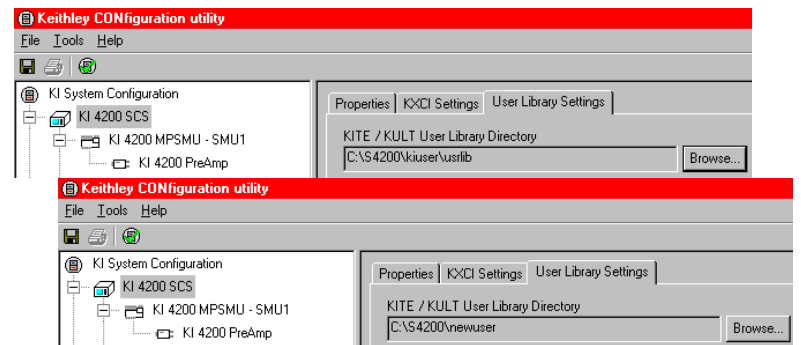 Keithley CONfiguration utility
File Tools Help
KI System Configuration
KI 4200 SCS
KI 4200 MPSMU - SMU1
KI 4200 PreAmp
Properties KXCI Settings User Library Settings
KITE / KULT User Library Directory
C:\S4200\kiuser\usrlib
Browse...
Keithley CONfiguration utility
File Tools Help
KI System Configuration
KI 4200 SCS
KI 4200 MPSMU - SMU1
KI 4200 PreAmp
Properties KXCI Settings User Library Settings
KITE / KULT User Library Directory
C:\S4200\newuser
Browse...